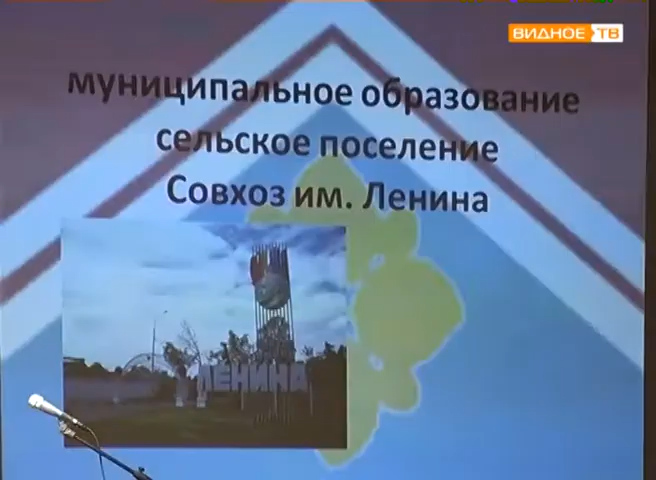 ВИДНОЕ ТВ
муниципальное образование
сельское поселение
Совхоз им. Ленина
ЛЕНИНА